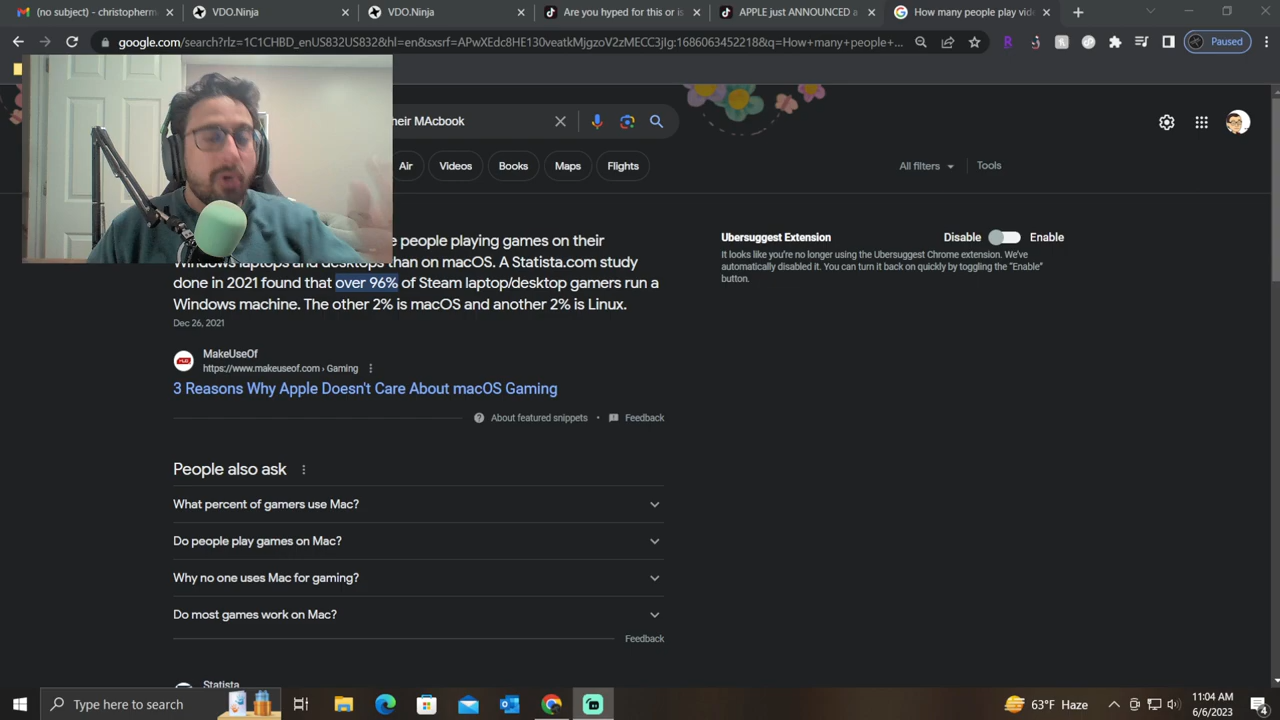 (no subject) - christopherm
VDO.Ninja
VDO.Ninja
Are you hyped for this or is
APPLE just ANNOUNCED a
How many people play vid
google.com/search?rlz=1C1CHBD_enUS832US832&hl=en&sxsrf=APwXEdc8HE130veatkMjgzoV2zMECC3jIg:16860634522218&q=How+many+people+...
Paused
heir MAcbook
Air
Videos
Books
Maps
Flights
All filters
Tools
people playing games on their
Windows laptops and desktops than on macOS. A Statista.com study
done in 2021 found that over 96% of Steam laptop/desktop gamers run a
Windows machine. The other 2% is macOS and another 2% is Linux.
Dec 26, 2021
MakeUseOf
https://www.makeuseof.com › Gaming
3 Reasons Why Apple Doesn't Care About macOS Gaming
About featured snippets • Feedback
Ubersuggest Extension
Disable
Enable
It looks like you're no longer using the Ubersuggest Chrome extension. We've
automatically disabled it. You can turn it back on quickly by toggling the "Enable"
button.
People also ask
What percent of gamers use Mac?
Do people play games on Mac?
Why no one uses Mac for gaming?
Do most games work on Mac?
Feedback
Statista
Type here to search
63°F Haze
11:04 AM
6/6/2023
4